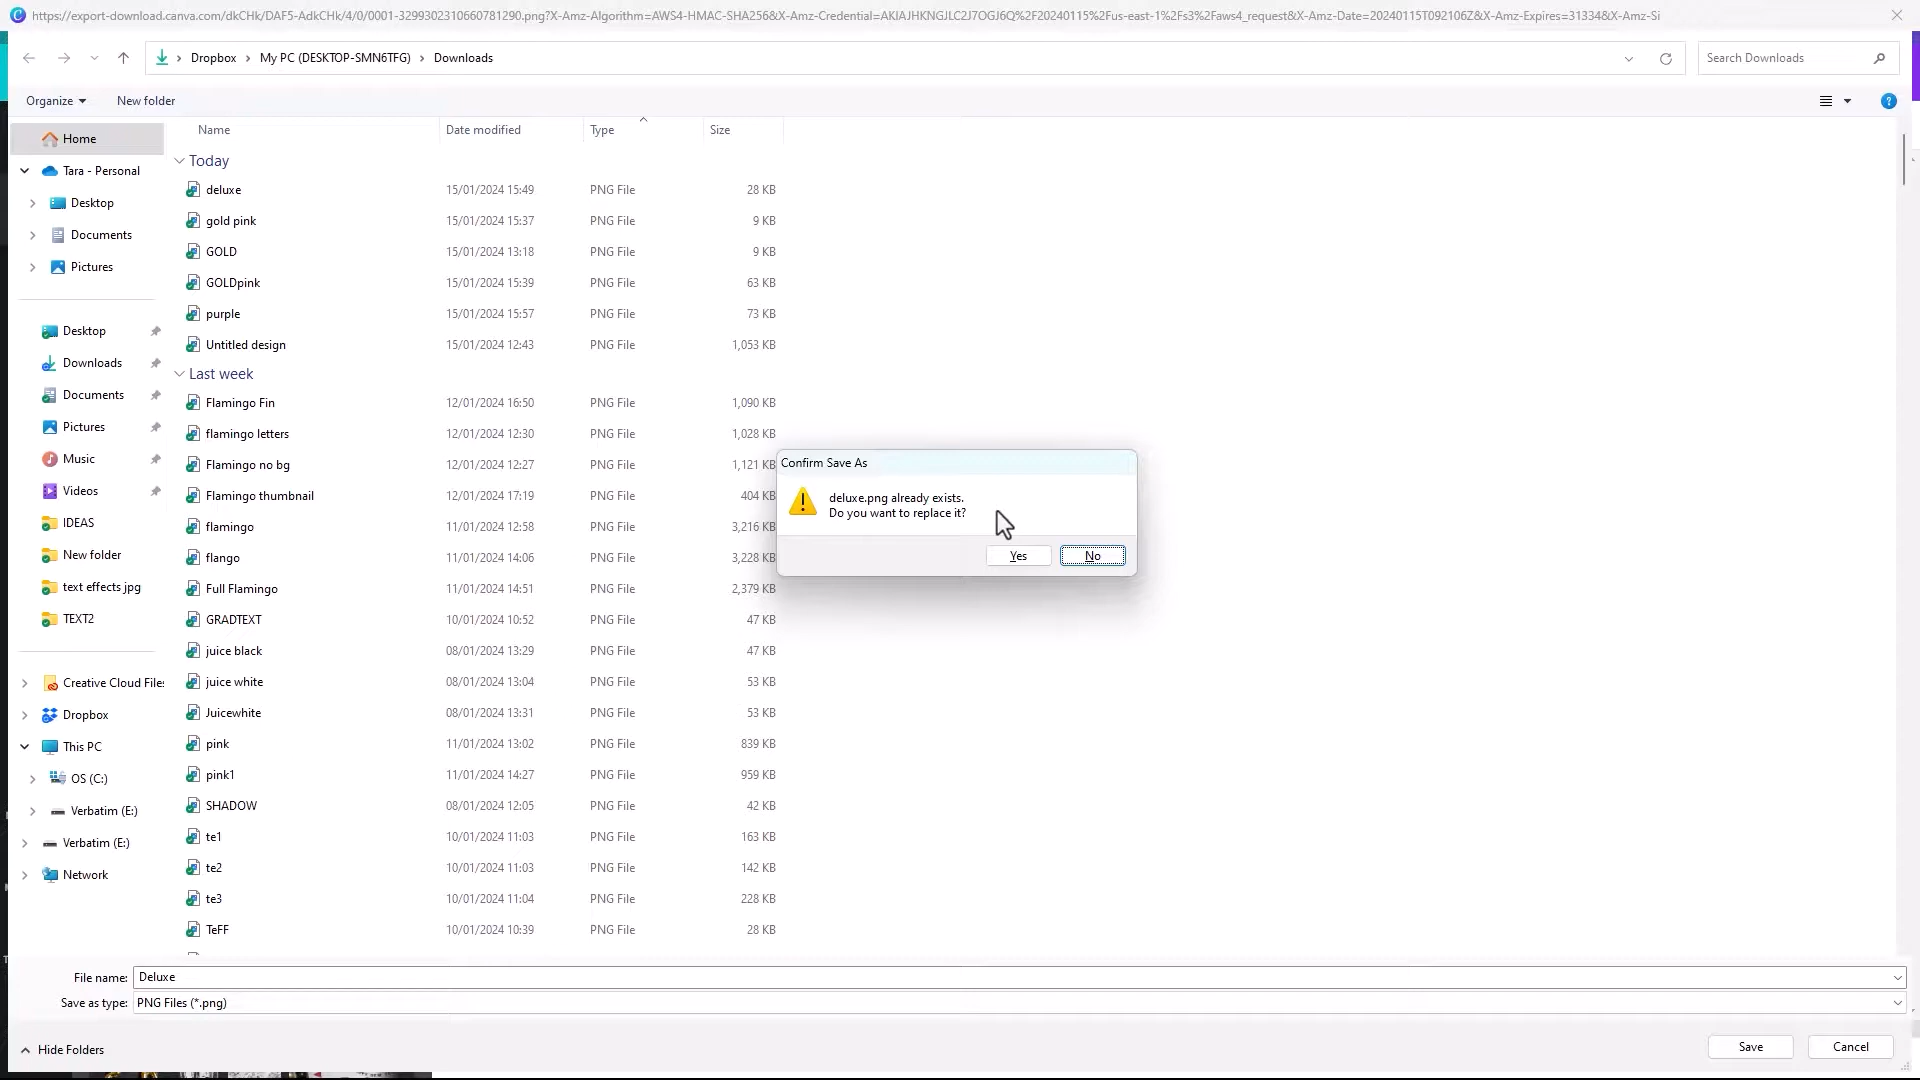 https://export-download.canva.com/dkCHk/DAF5-AdkCHk/4/0/0001-3299302310660781290.png?X-Amz-Algorithm=AWS4-HMAC-SHA256&X-Amz-Credential=AKIAJHKNGJLC2J7OGJ6Q%2F20240115%2Fus-east-1%2Fs3%2Faws4_request&X-Amz-Date=20240115T092106Z&X-Amz-Expires=31334&X-Amz-Si
Dropbox > My PC (DESKTOP-SMN6TFG) > Downloads
Search Downloads
Organize
New folder
Home
Tara - Personal
Desktop
Documents
Pictures
Desktop
Downloads
Documents
Pictures
Music
Videos
IDEAS
New folder
text effects jpg
TEXT2
Creative Cloud Files
Dropbox
This PC
OS (C:)
Verbatim (E:)
Verbatim (E:)
Network
Name Date modified Type Size
Today
deluxe 15/01/2024 15:49 PNG File 28 KB
gold pink 15/01/2024 15:37 PNG File 9 KB
GOLD 15/01/2024 13:18 PNG File 9 KB
GOLDpink 15/01/2024 15:39 PNG File 63 KB
purple 15/01/2024 15:57 PNG File 73 KB
Untitled design 15/01/2024 12:43 PNG File 1,053 KB
Last week
Flamingo Fin 12/01/2024 16:50 PNG File 1,090 KB
flamingo letters 12/01/2024 12:30 PNG File 1,028 KB
Flamingo no bg 12/01/2024 12:27 PNG File 1,121 KB
Flamingo thumbnail 12/01/2024 17:19 PNG File 404 KB
flamingo 11/01/2024 12:58 PNG File 3,216 KB
flango 11/01/2024 14:06 PNG File 3,228 KB
Full Flamingo 11/01/2024 14:51 PNG File 2,379 KB
GRADTEXT 10/01/2024 10:52 PNG File 47 KB
juice black 08/01/2024 13:29 PNG File 47 KB
juice white 08/01/2024 13:04 PNG File 53 KB
Juicewhite 08/01/2024 13:31 PNG File 53 KB
pink 11/01/2024 13:02 PNG File 839 KB
pink1 11/01/2024 14:27 PNG File 959 KB
SHADOW 08/01/2024 12:05 PNG File 42 KB
te1 10/01/2024 11:03 PNG File 163 KB
te2 10/01/2024 11:03 PNG File 142 KB
te3 10/01/2024 11:04 PNG File 228 KB
TeFF 10/01/2024 10:39 PNG File 28 KB
Confirm Save As
deluxe.png already exists.
Do you want to replace it?
Yes
No
File name: Deluxe
Save as type: PNG Files (*.png)
Hide Folders
Save
Cancel